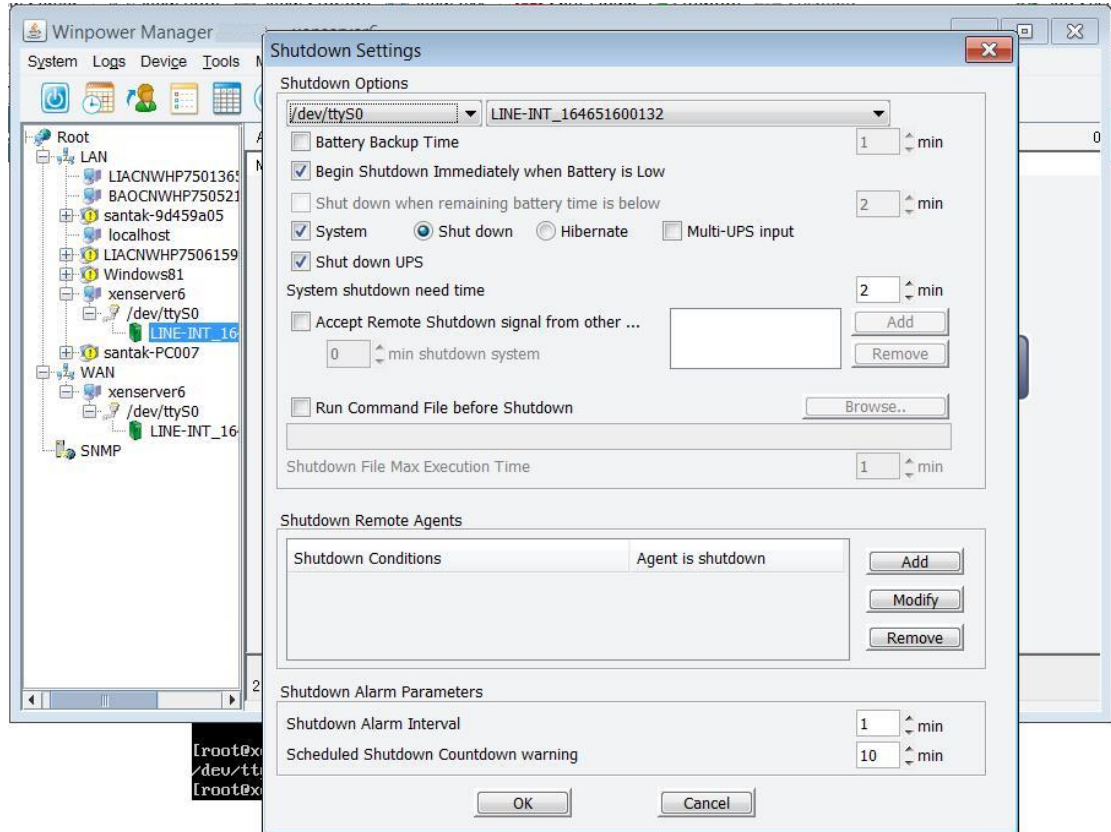 Winpower Manager
System Logs Device Tools
Root
LAN
LIACNWHP750136
BAOCNWHP750521
santak-9d459a05
localhost
LIACNWHP7506159
Windows81
xenserver6
/dev/ttyS0
LINE-INT_16
santak-PC007
WAN
xenserver6
/dev/ttyS0
LINE-INT_16
SNMP
Shutdown Settings
Shutdown Options
/dev/ttyS0 LINE-INT_164651600132
Battery Backup Time 1 min
Begin Shutdown Immediately when Battery is Low
Shut down when remaining battery time is below 2 min
System Shut down Hibernate Multi-UPS input
Shut down UPS
System shutdown need time 2 min
Accept Remote Shutdown signal from other ... Add
0 min shutdown system Remove
Run Command File before Shutdown Browse..
Shutdown File Max Execution Time 1 min
Shutdown Remote Agents
Shutdown Conditions Agent is shutdown
Add
Modify
Remove
Shutdown Alarm Parameters
Shutdown Alarm Interval 1 min
Scheduled Shutdown Countdown warning 10 min
OK Cancel
0
2
[root@x
/dev/tt
[root@x